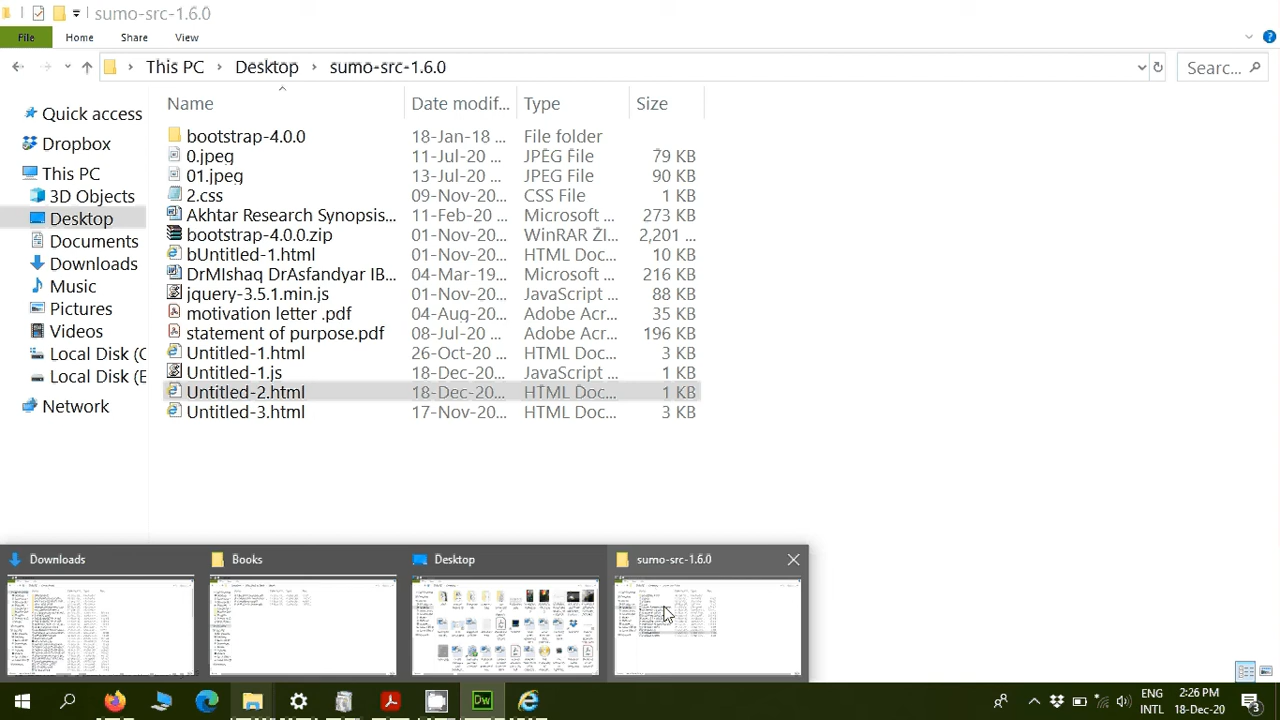 sumo-src-1.6.0
File Home Share View
This PC Desktop sumo-src-1.6.0 Searc...
Name Date modif... Type Size
Quick access
Dropbox
This PC
3D Objects
Desktop
Documents
Downloads
Music
Pictures
Videos
Local Disk (C
Local Disk (E
Network
bootstrap-4.0.0 18-Jan-18 ... File folder
0.jpeg 11-Jul-20 ... JPEG File 79 KB
01.jpeg 13-Jul-20 ... JPEG File 90 KB
2.css 09-Nov-20... CSS File 1 KB
Akhtar Research Synopsis... 11-Feb-20 ... Microsoft ... 273 KB
bootstrap-4.0.0.zip 01-Nov-20... WinRAR ZI... 2,201 ...
bUntitled-1.html 01-Nov-20... HTML Doc... 10 KB
DrMIshaq DrAsfandyar IB... 04-Mar-19... Microsoft ... 216 KB
jquery-3.5.1.min.js 01-Nov-20... JavaScript ... 88 KB
motivation letter .pdf 04-Aug-20... Adobe Acr... 35 KB
statement of purpose.pdf 08-Jul-20 ... Adobe Acr... 196 KB
Untitled-1.html 26-Oct-20 ... HTML Doc... 3 KB
Untitled-1.js 18-Dec-20... JavaScript ... 1 KB
Untitled-2.html 18-Dec-20... HTML Doc... 1 KB
Untitled-3.html 17-Nov-20... HTML Doc... 3 KB
Downloads Books Desktop sumo-src-1.6.0
Dw
ENG 2:26 PM
INTL 18-Dec-20
3